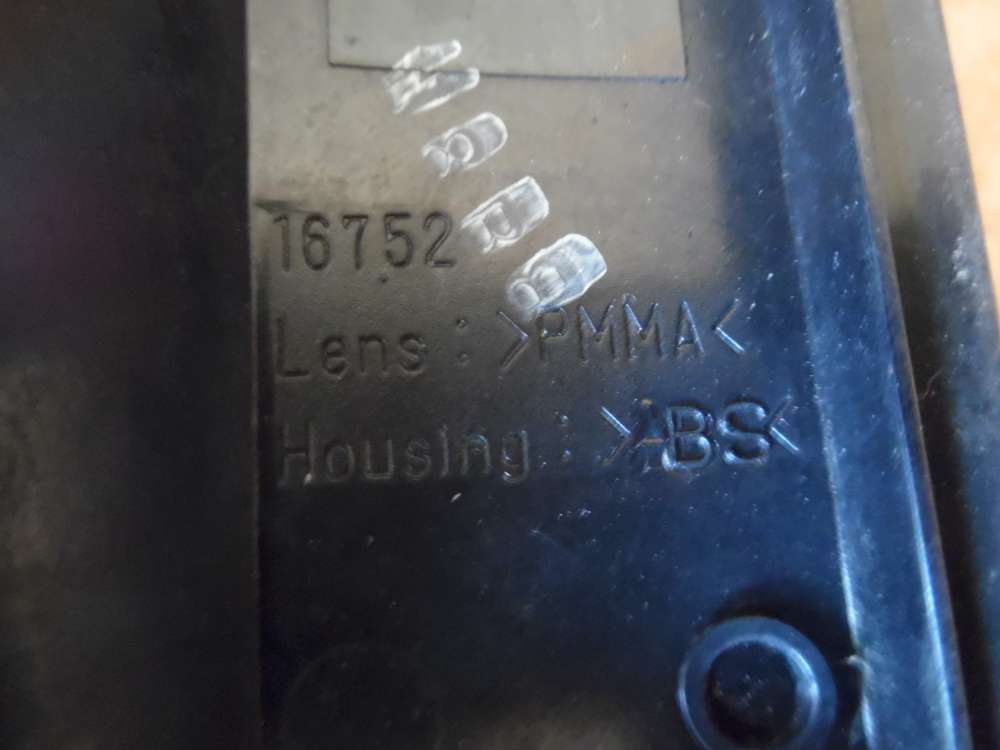 16752
Lens : >PMMA<
Housing : >ABS<